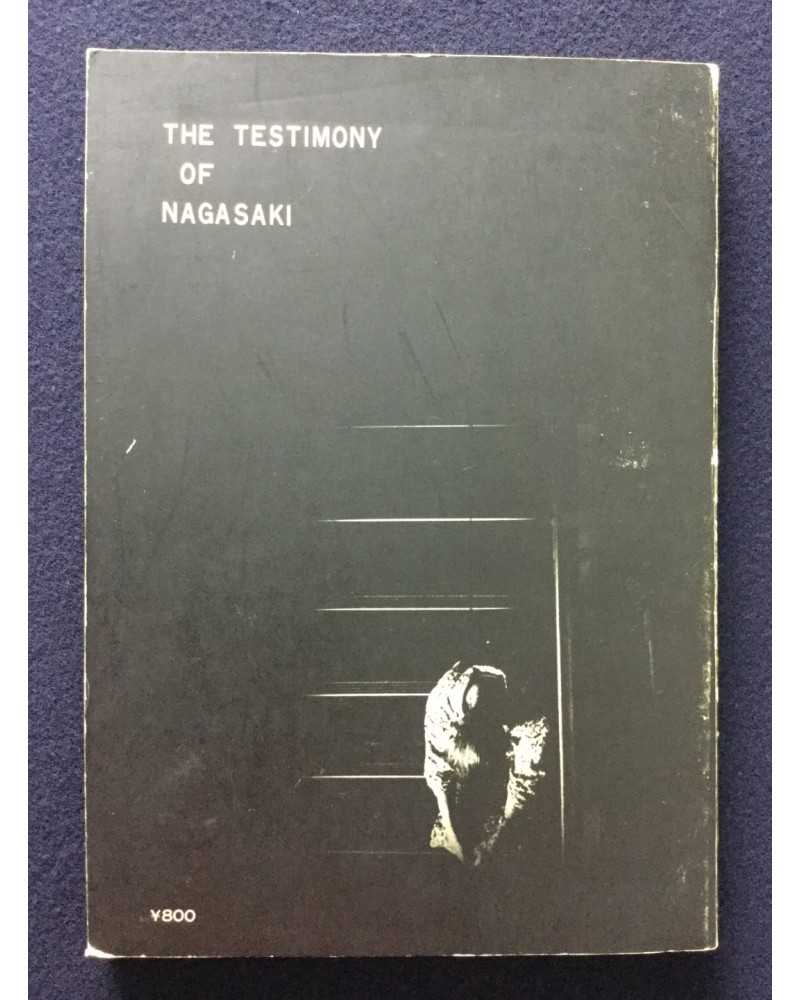 THE TESTIMONY
OF
NAGASAKI
¥800